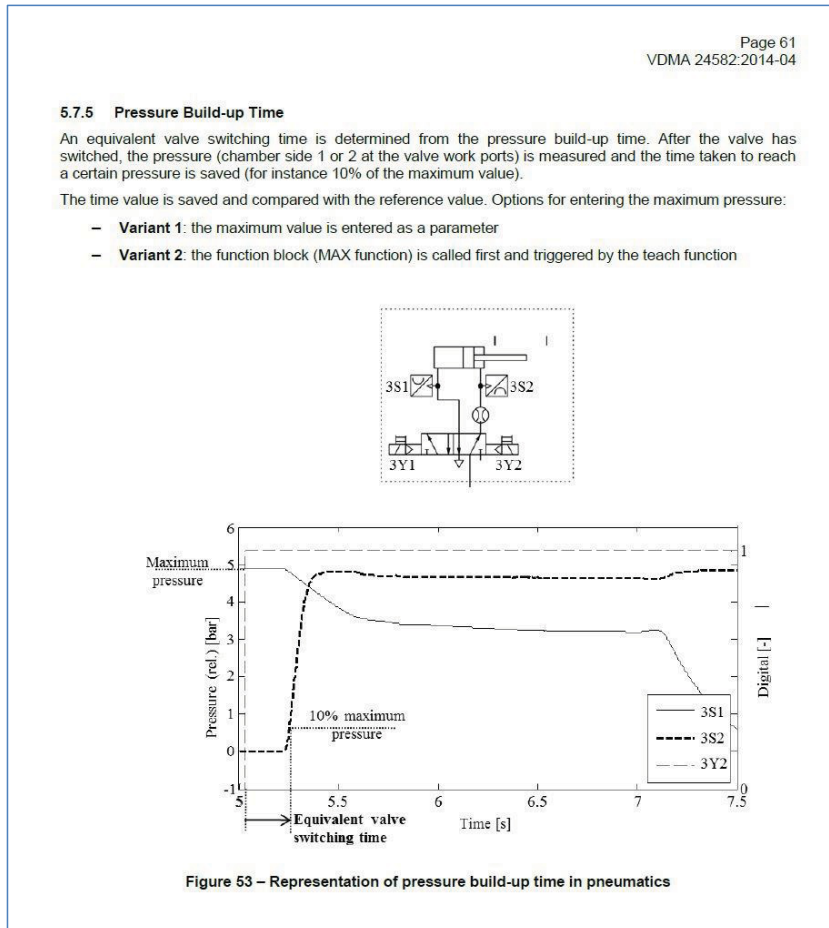 Page 61
VDMA 24582:2014-04
5.7.5 Pressure Build-up Time
An equivalent valve switching time is determined from the pressure build-up time. After the valve has
switched, the pressure (chamber side 1 or 2 at the valve work ports) is measured and the time taken to reach
a certain pressure is saved (for instance 10% of the maximum value).
The time value is saved and compared with the reference value. Options for entering the maximum pressure:
– Variant 1: the maximum value is entered as a parameter
– Variant 2: the function block (MAX function) is called first and triggered by the teach function
3S1
3S2
3Y1
3Y2
Maximum
pressure
Pressure (rel.) [bar]
6
5
4
3
2
1
0
-1
10% maximum
pressure
3S1
3S2
3Y2
1
0
Digital [-]
5
5.5
6
6.5
7
7.5
Time [s]
Equivalent valve
switching time
Figure 53 – Representation of pressure build-up time in pneumatics